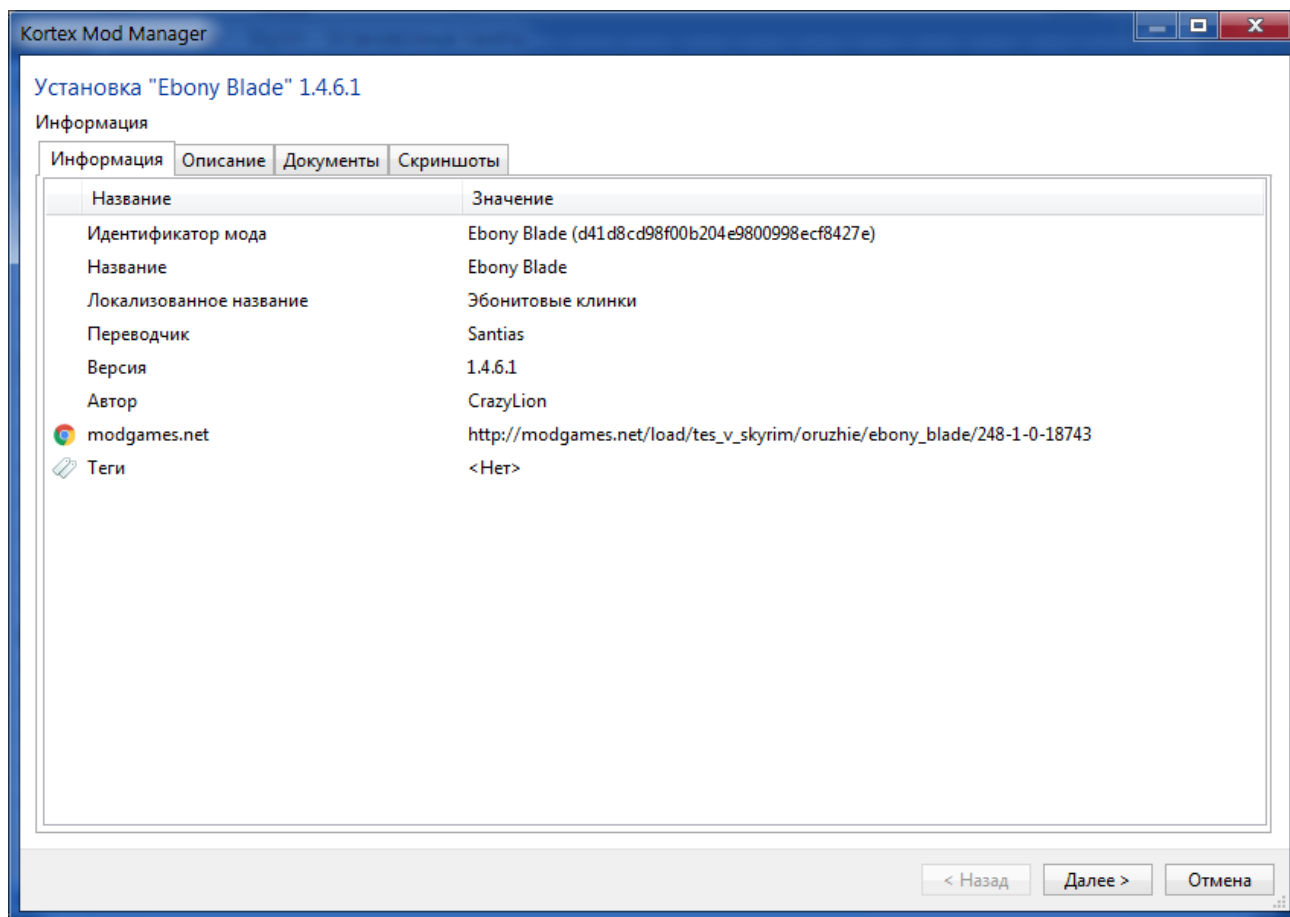 Kortex Mod Manager
Установка "Ebony Blade" 1.4.6.1
Информация
Информация Описание Документы Скриншоты
Название Значение
Идентификатор мода Ebony Blade (d41d8cd98f00b204e9800998ecf8427e)
Название Ebony Blade
Локализованное название Эбонитовые клинки
Переводчик Santias
Версия 1.4.6.1
Автор CrazyLion
modgames.net http://modgames.net/load/tes_v_skyrim/oruzhie/ebony_blade/248-1-0-18743
Теги <Нет>
< Назад Далее > Отмена